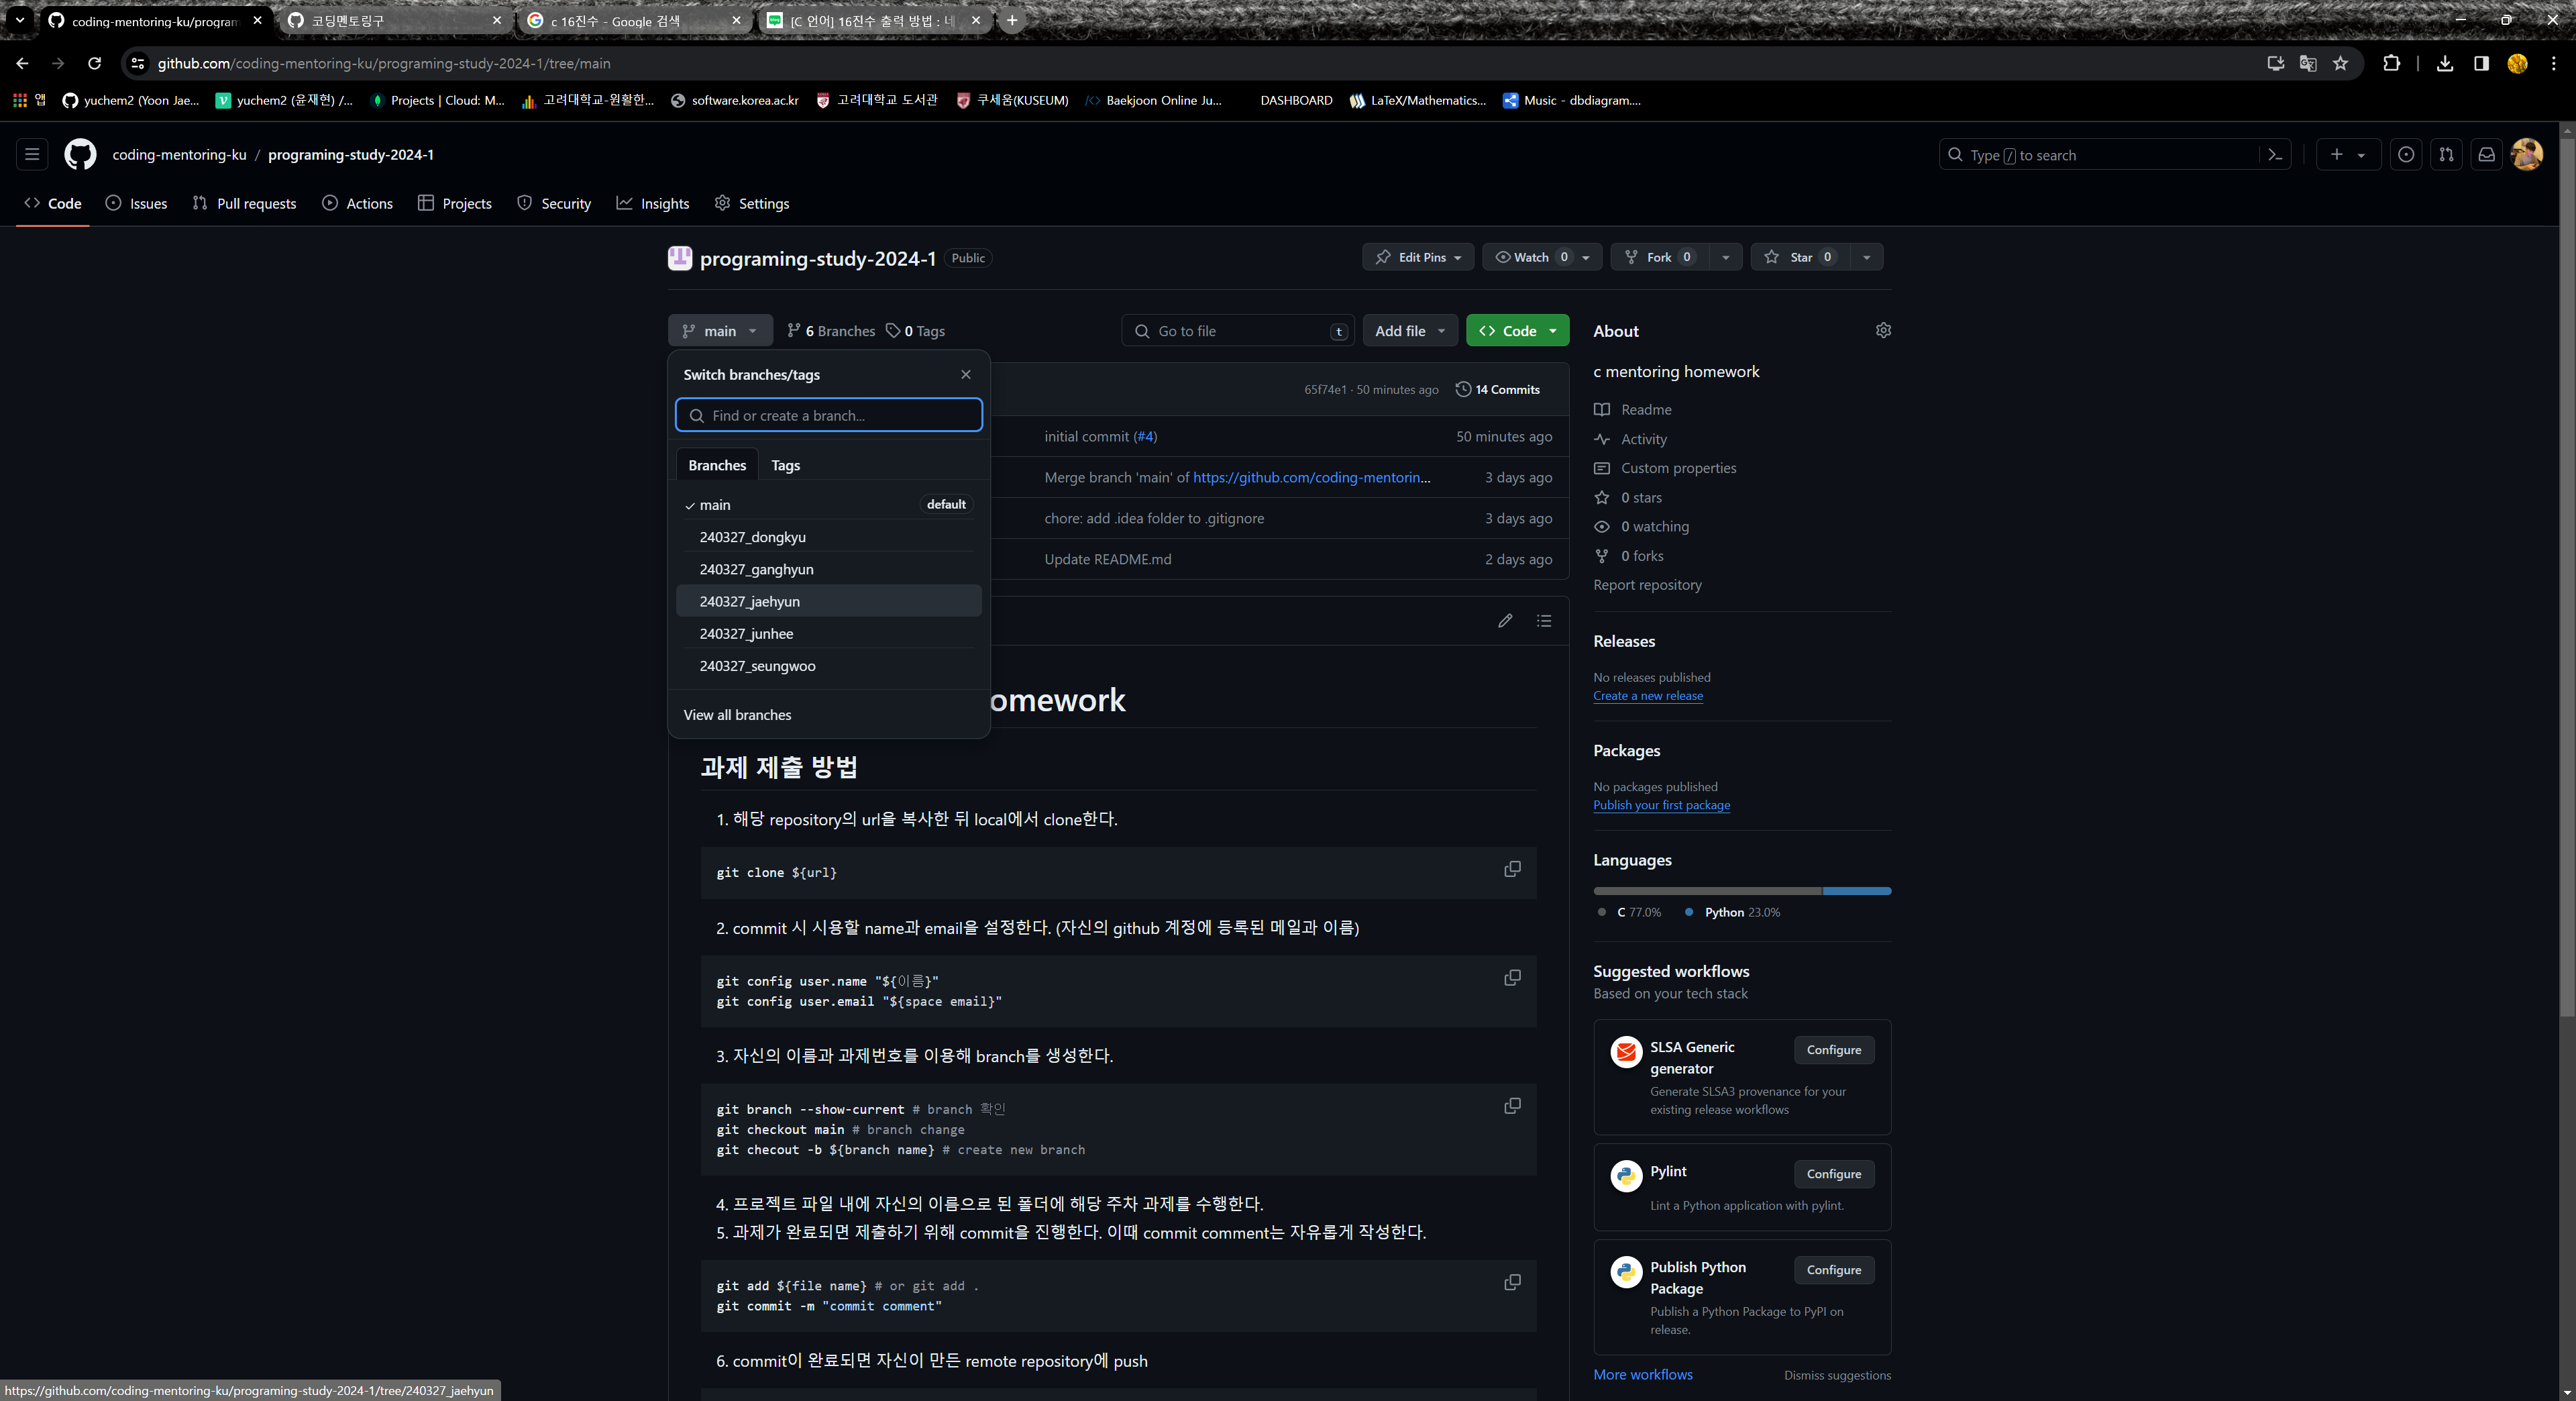 coding-mentoring-ku/program
코딩멘토링구
c 16진수 - Google 검색
[C 언어] 16진수 출력 방법 : 네
github.com/coding-mentoring-ku/programing-study-2024-1/tree/main
앱
yuchem2 (Yoon Jae...
yuchem2 (윤재현) /...
Projects | Cloud: M...
고려대학교-원활한...
software.korea.ac.kr
고려대학교 도서관
쿠세움(KUSEUM)
Baekjoon Online Ju...
DASHBOARD
LaTeX/Mathematics...
Music - dbdiagram....
coding-mentoring-ku / programing-study-2024-1
Type / to search
Code
Issues
Pull requests
Actions
Projects
Security
Insights
Settings
programing-study-2024-1 Public
Edit Pins
Watch 0
Fork 0
Star 0
main
6 Branches
0 Tags
Go to file t
Add file
Code
Switch branches/tags
Find or create a branch...
Branches
Tags
main default
240327_dongkyu
240327_ganghyun
240327_jaehyun
240327_junhee
240327_seungwoo
View all branches
65f74e1 · 50 minutes ago
14 Commits
initial commit (#4) 50 minutes ago
Merge branch 'main' of https://github.com/coding-mentorin... 3 days ago
chore: add .idea folder to .gitignore 3 days ago
Update README.md 2 days ago
omework
과제 제출 방법
1. 해당 repository의 url을 복사한 뒤 local에서 clone한다.
git clone ${url}
2. commit 시 시용할 name과 email을 설정한다. (자신의 github 계정에 등록된 메일과 이름)
git config user.name "${이름}"
git config user.email "${space email}"
3. 자신의 이름과 과제번호를 이용해 branch를 생성한다.
git branch --show-current # branch 확인
git checkout main # branch change
git checout -b ${branch name} # create new branch
4. 프로젝트 파일 내에 자신의 이름으로 된 폴더에 해당 주차 과제를 수행한다.
5. 과제가 완료되면 제출하기 위해 commit을 진행한다. 이때 commit comment는 자유롭게 작성한다.
git add ${file name} # or git add .
git commit -m "commit comment"
6. commit이 완료되면 자신이 만든 remote repository에 push
About
c mentoring homework
Readme
Activity
Custom properties
0 stars
0 watching
0 forks
Report repository
Releases
No releases published
Create a new release
Packages
No packages published
Publish your first package
Languages
C 77.0%
Python 23.0%
Suggested workflows
Based on your tech stack
SLSA Generic
generator
Configure
Generate SLSA3 provenance for your
existing release workflows
Pylint
Configure
Lint a Python application with pylint.
Publish Python
Package
Configure
Publish a Python Package to PyPI on
release.
More workflows
Dismiss suggestions
https://github.com/coding-mentoring-ku/programing-study-2024-1/tree/240327_jaehyun